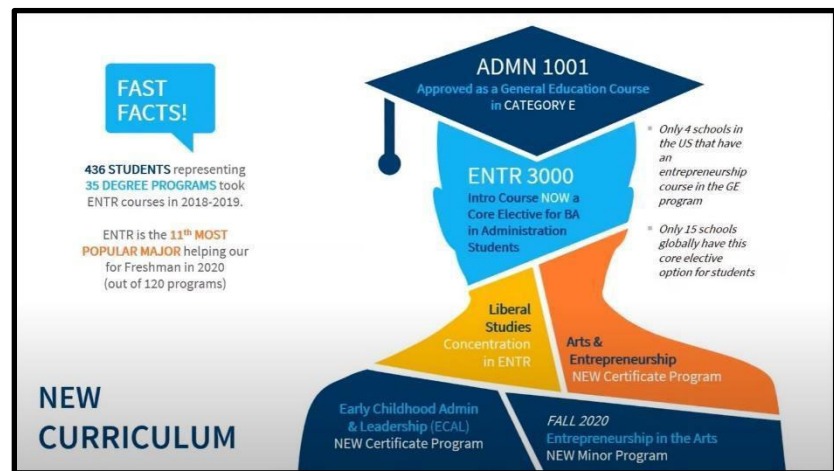 FAST
FACTS!
436 STUDENTS representing
35 DEGREE PROGRAMS took
ENTR courses in 2018-2019.
ENTR is the 11th MOST
POPULAR MAJOR helping our
for Freshman in 2020
(out of 120 programs)
NEW
CURRICULUM
ADMN 1001
Approved as a General Education Course
in CATEGORY E
ENTR 3000
Intro Course NOW a
Core Elective for BA
in Administration
Students
Only 4 schools in
the US that have
an
entrepreneurship
course in the GE
program
Only 15 schools
globally have this
core elective
option for students
Liberal
Studies
Concentration
in ENTR
Arts &
Entrepreneurship
NEW Certificate Program
Early Childhood Admin
& Leadership (ECAL)
NEW Certificate Program
FALL 2020
Entrepreneurship in the Arts
NEW Minor Program